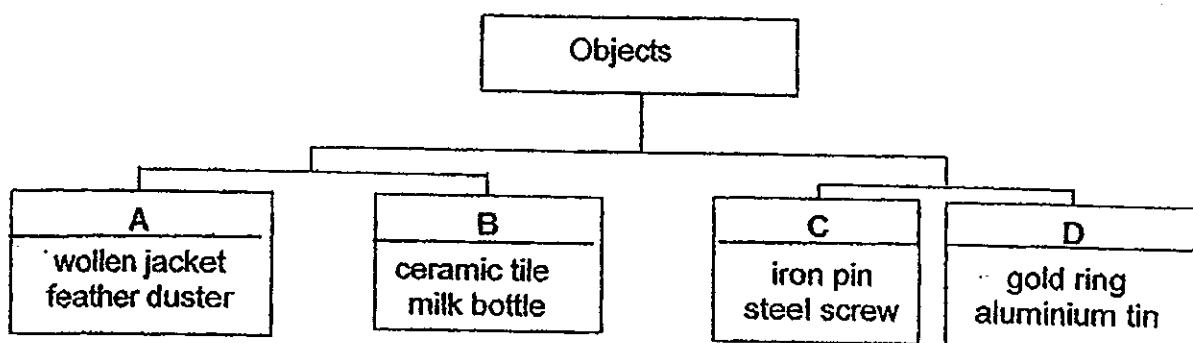 Objects
A
wollen jacket
feather duster
B
ceramic tile
milk bottle
C
iron pin
steel screw
D
gold ring
aluminium tin